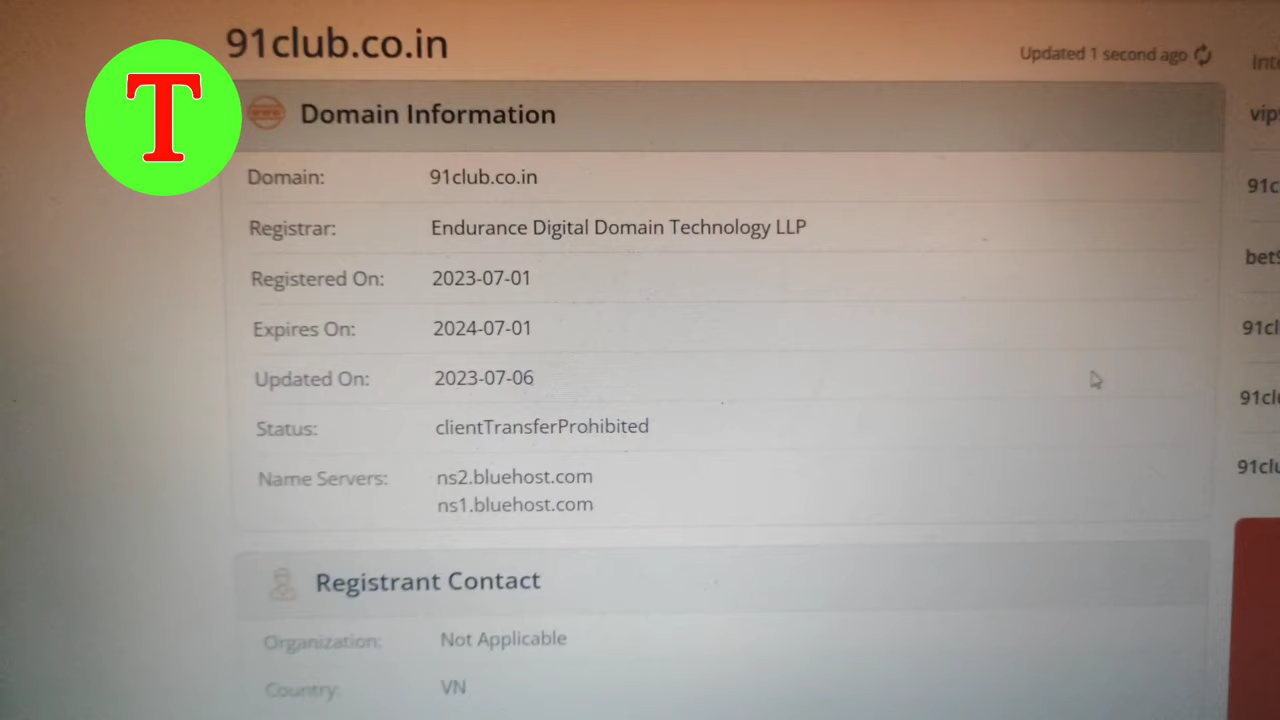 91club.co.in
Updated 1 second ago
T
Domain Information
Domain: 91club.co.in
Registrar: Endurance Digital Domain Technology LLP
Registered On: 2023-07-01
Expires On: 2024-07-01
Updated On: 2023-07-06
Status: clientTransferProhibited
Name Servers: ns2.bluehost.com
ns1.bluehost.com
Registrant Contact
Organization: Not Applicable
Country: VN